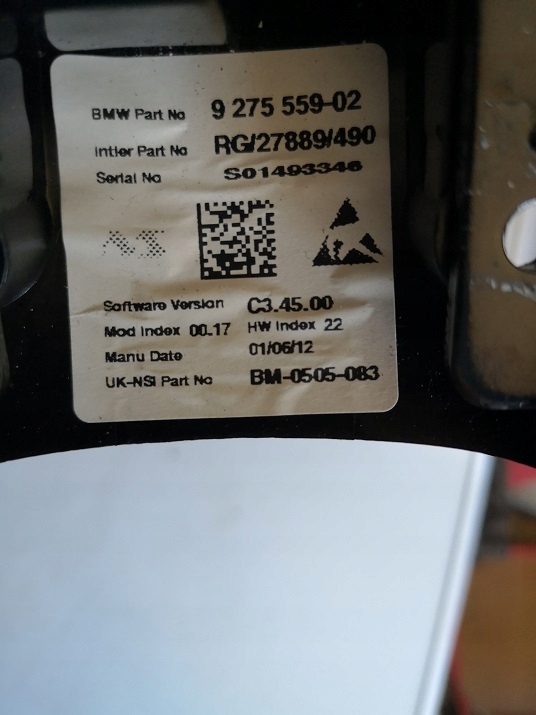 BMW Part No 9 275 559-02
Intier Part No RG/27889/490
Serial No S01493346
Software Version C3.45.00
Mod Index 00.17 HW Index 22
Manu Date 01/06/12
UK-NSI Part No BM-0505-083